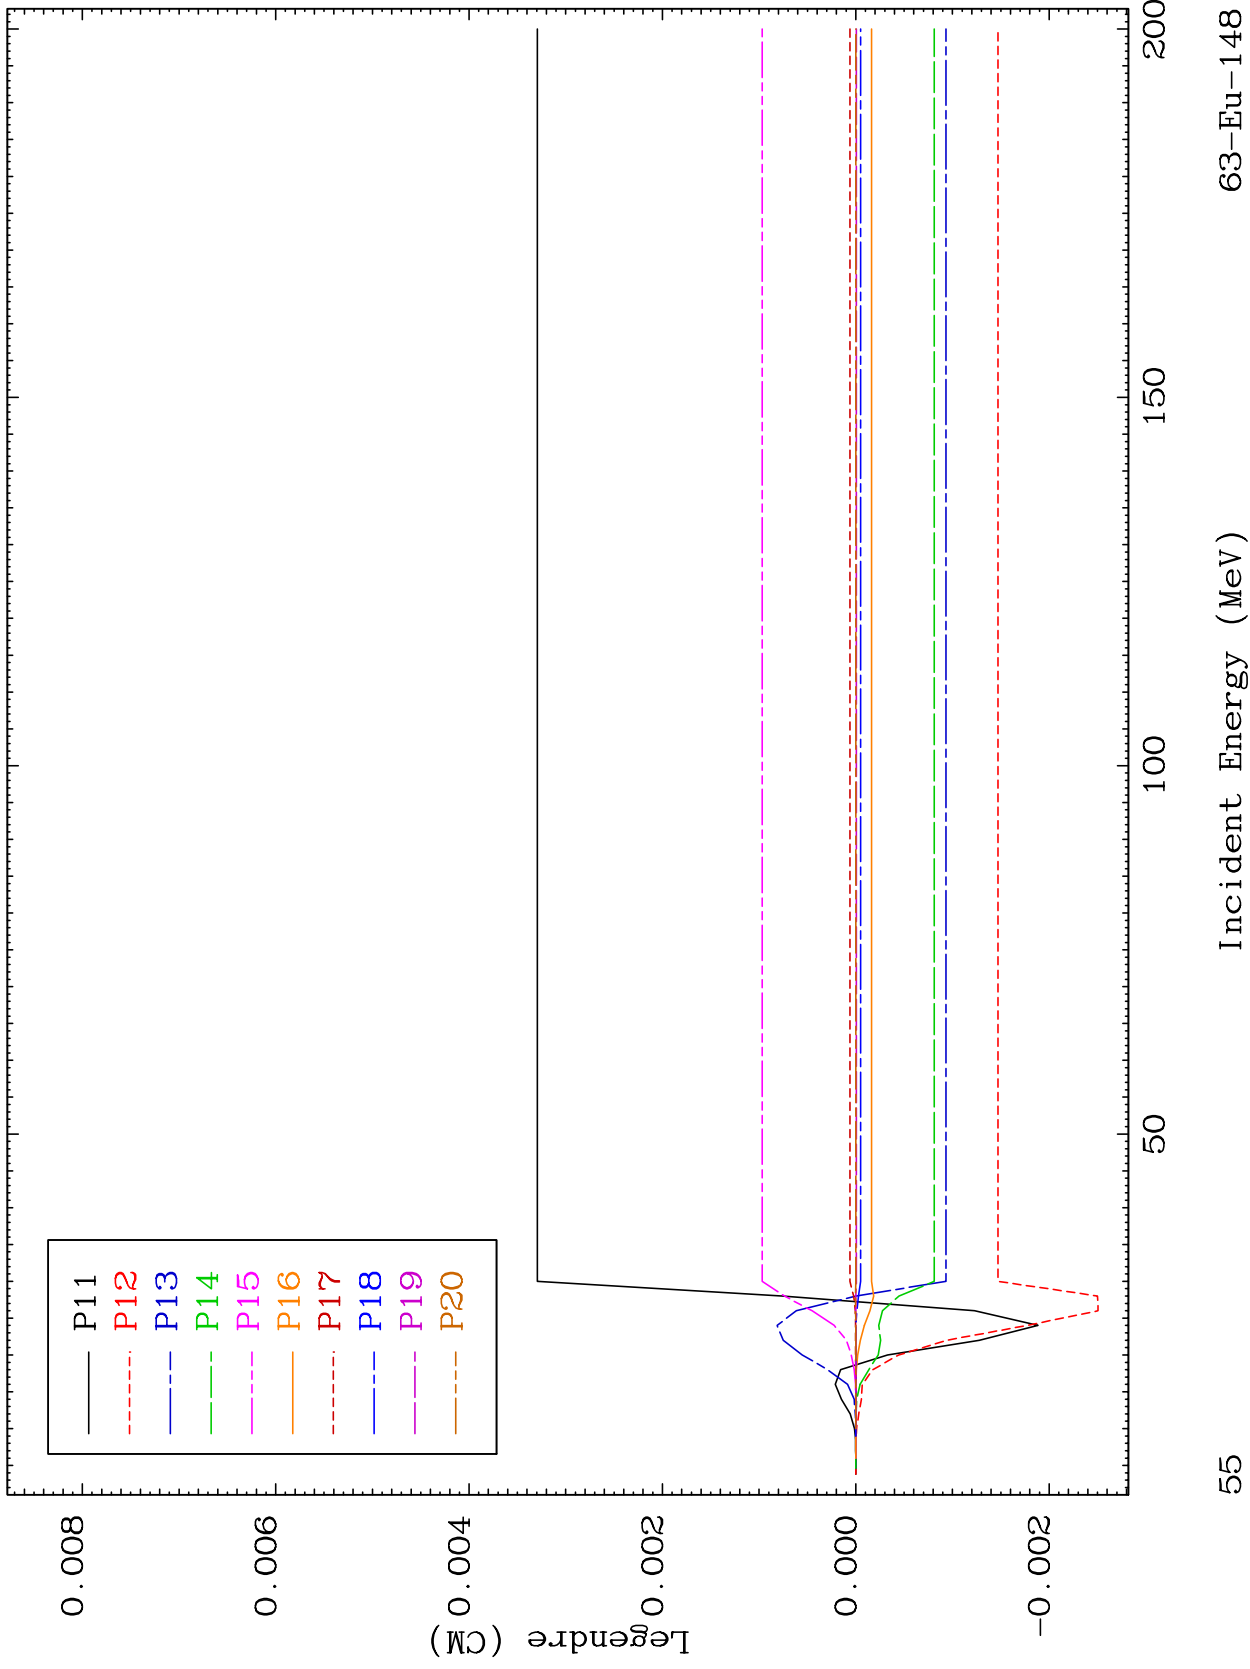 P11
P12
P13
P14
P15
P16
P17
P18
P19
P20
0.008
0.006
0.004
0.002
0.000
-0.002
Legendre (CM)
50
100
150
200
Incident Energy (MeV)
55
63-Eu-148